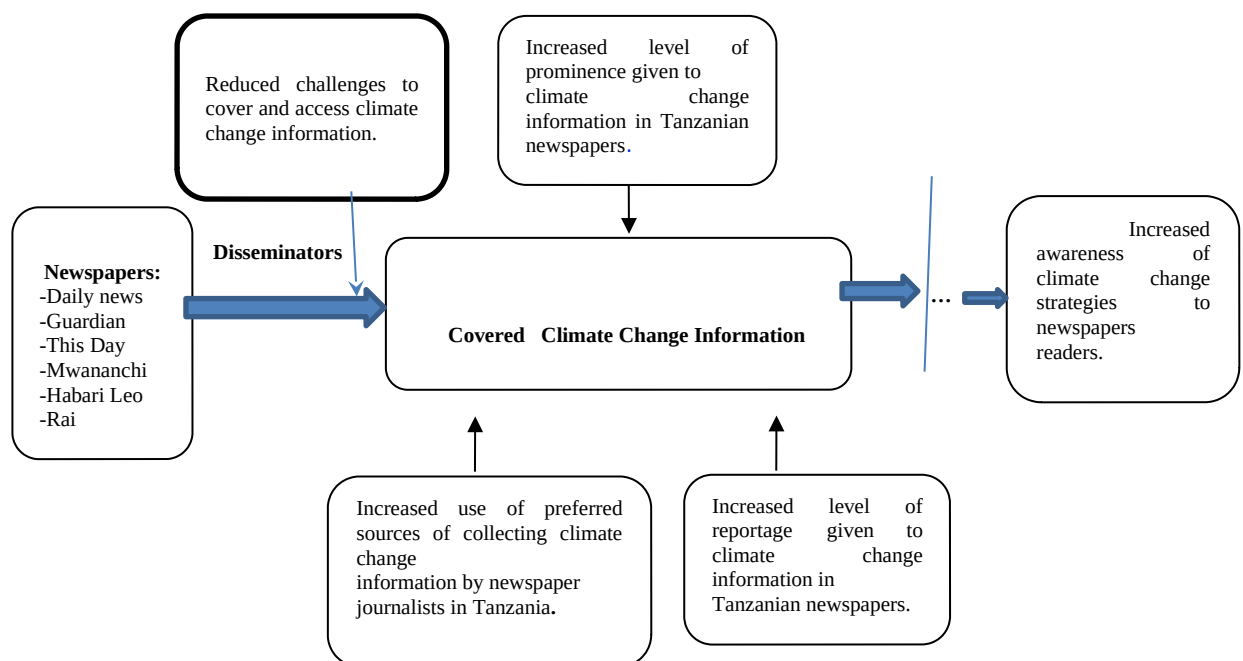 Reduced challenges to
cover and access climate
change information.
Increased level of
prominence given to
climate change
information in Tanzanian
newspapers.
Disseminators
Newspapers:
-Daily news
-Guardian
-This Day
-Mwananchi
-Habari Leo
-Rai
Covered Climate Change Information
...
Increased
awareness of
climate change
strategies to
newspapers
readers.
Increased use of preferred
sources of collecting climate
change
information by newspaper
journalists in Tanzania.
Increased level of
reportage given to
climate change
information in
Tanzanian newspapers.